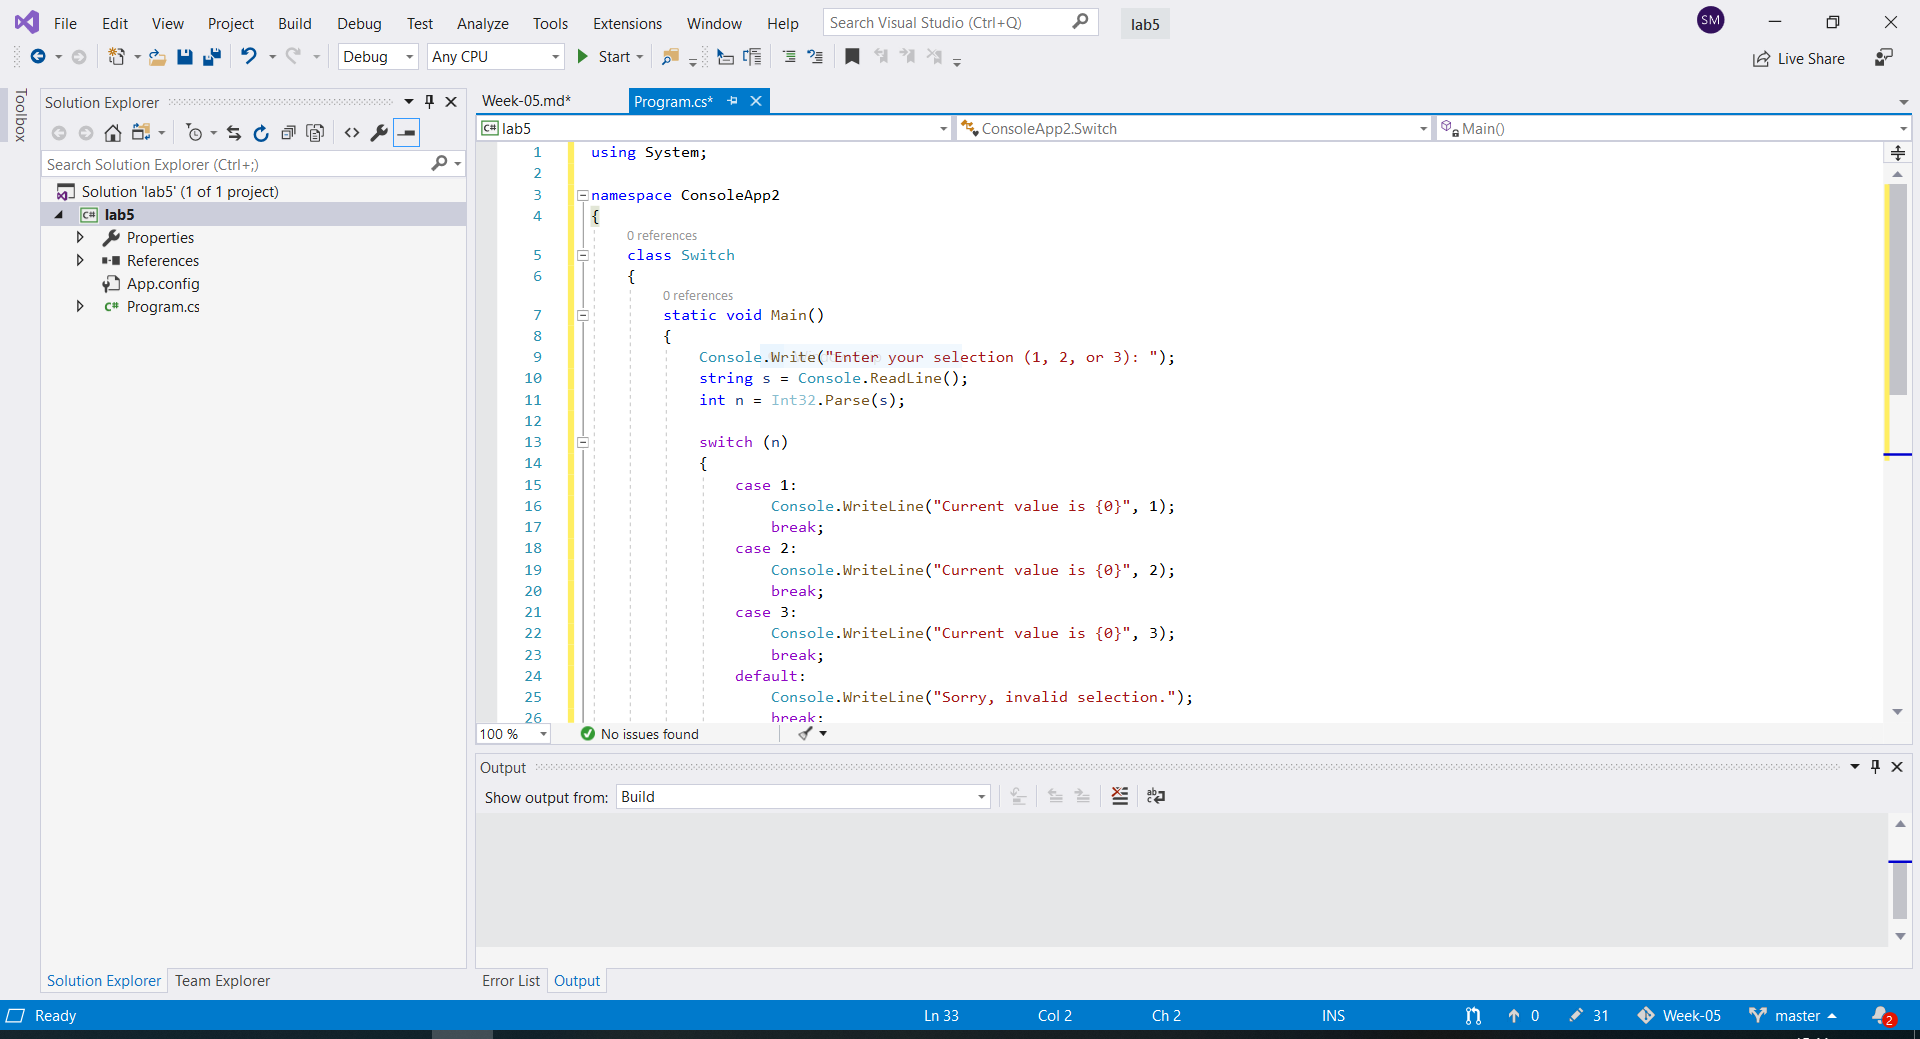 File Edit View Project Build Debug Test Analyze Tools Extensions Window Help Search Visual Studio (Ctrl+Q) lab5 SM
Debug Any CPU Start Live Share
Toolbox
Solution Explorer
Search Solution Explorer (Ctrl+;)
Solution 'lab5' (1 of 1 project)
C# lab5
Properties
References
App.config
C# Program.cs
Solution Explorer Team Explorer
Week-05.md* Program.cs*
C# lab5 ConsoleApp2.Switch Main()
1 using System;
2
3 namespace ConsoleApp2
4 {
0 references
5 class Switch
6 {
0 references
7 static void Main()
8 {
9 Console.Write("Enter your selection (1, 2, or 3): ");
10 string s = Console.ReadLine();
11 int n = Int32.Parse(s);
12
13 switch (n)
14 {
15 case 1:
16 Console.WriteLine("Current value is {0}", 1);
17 break;
18 case 2:
19 Console.WriteLine("Current value is {0}", 2);
20 break;
21 case 3:
22 Console.WriteLine("Current value is {0}", 3);
23 break;
24 default:
25 Console.WriteLine("Sorry, invalid selection.");
26 break;
100 % No issues found
Output
Show output from: Build
Error List Output
Ready Ln 33 Col 2 Ch 2 INS 0 31 Week-05 master 2